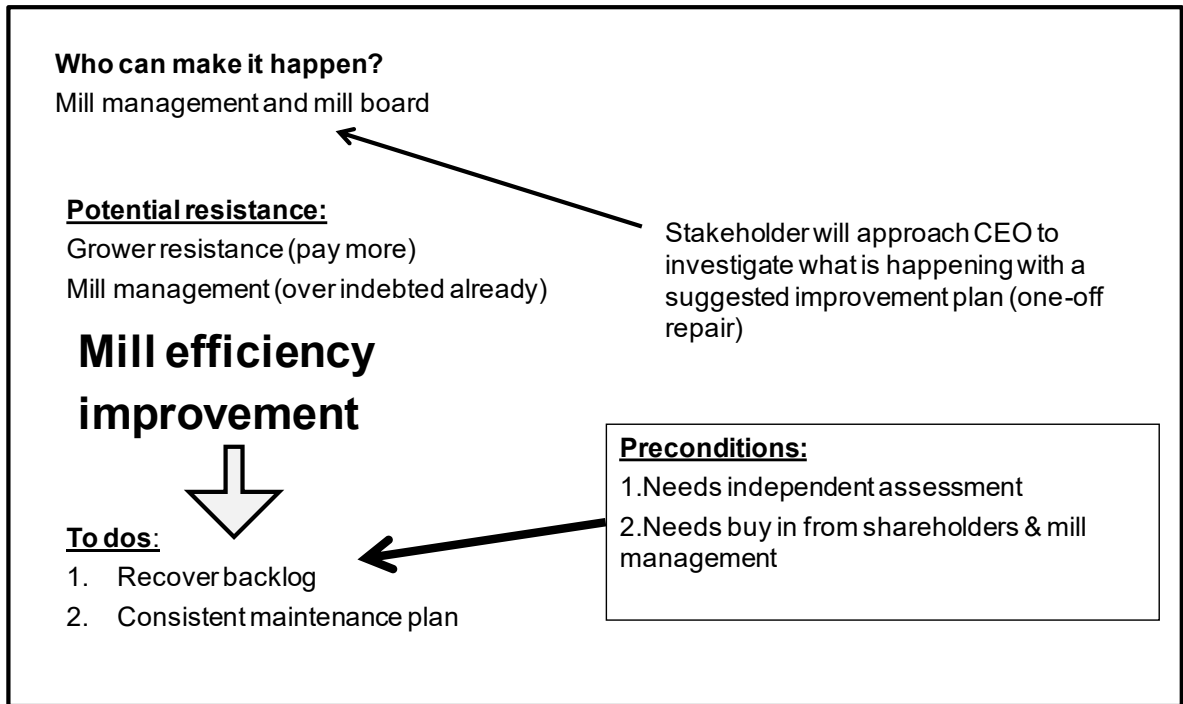 Who can make it happen?
Mill management and mill board
Potential resistance:
Grower resistance (pay more)
Mill management (over indebted already)
Stakeholder will approach CEO to
investigate what is happening with a
suggested improvement plan (one-off
repair)
Mill efficiency
improvement
Preconditions:
1.Needs independent assessment
2.Needs buy in from shareholders & mill
management
To dos:
1. Recover backlog
2. Consistent maintenance plan